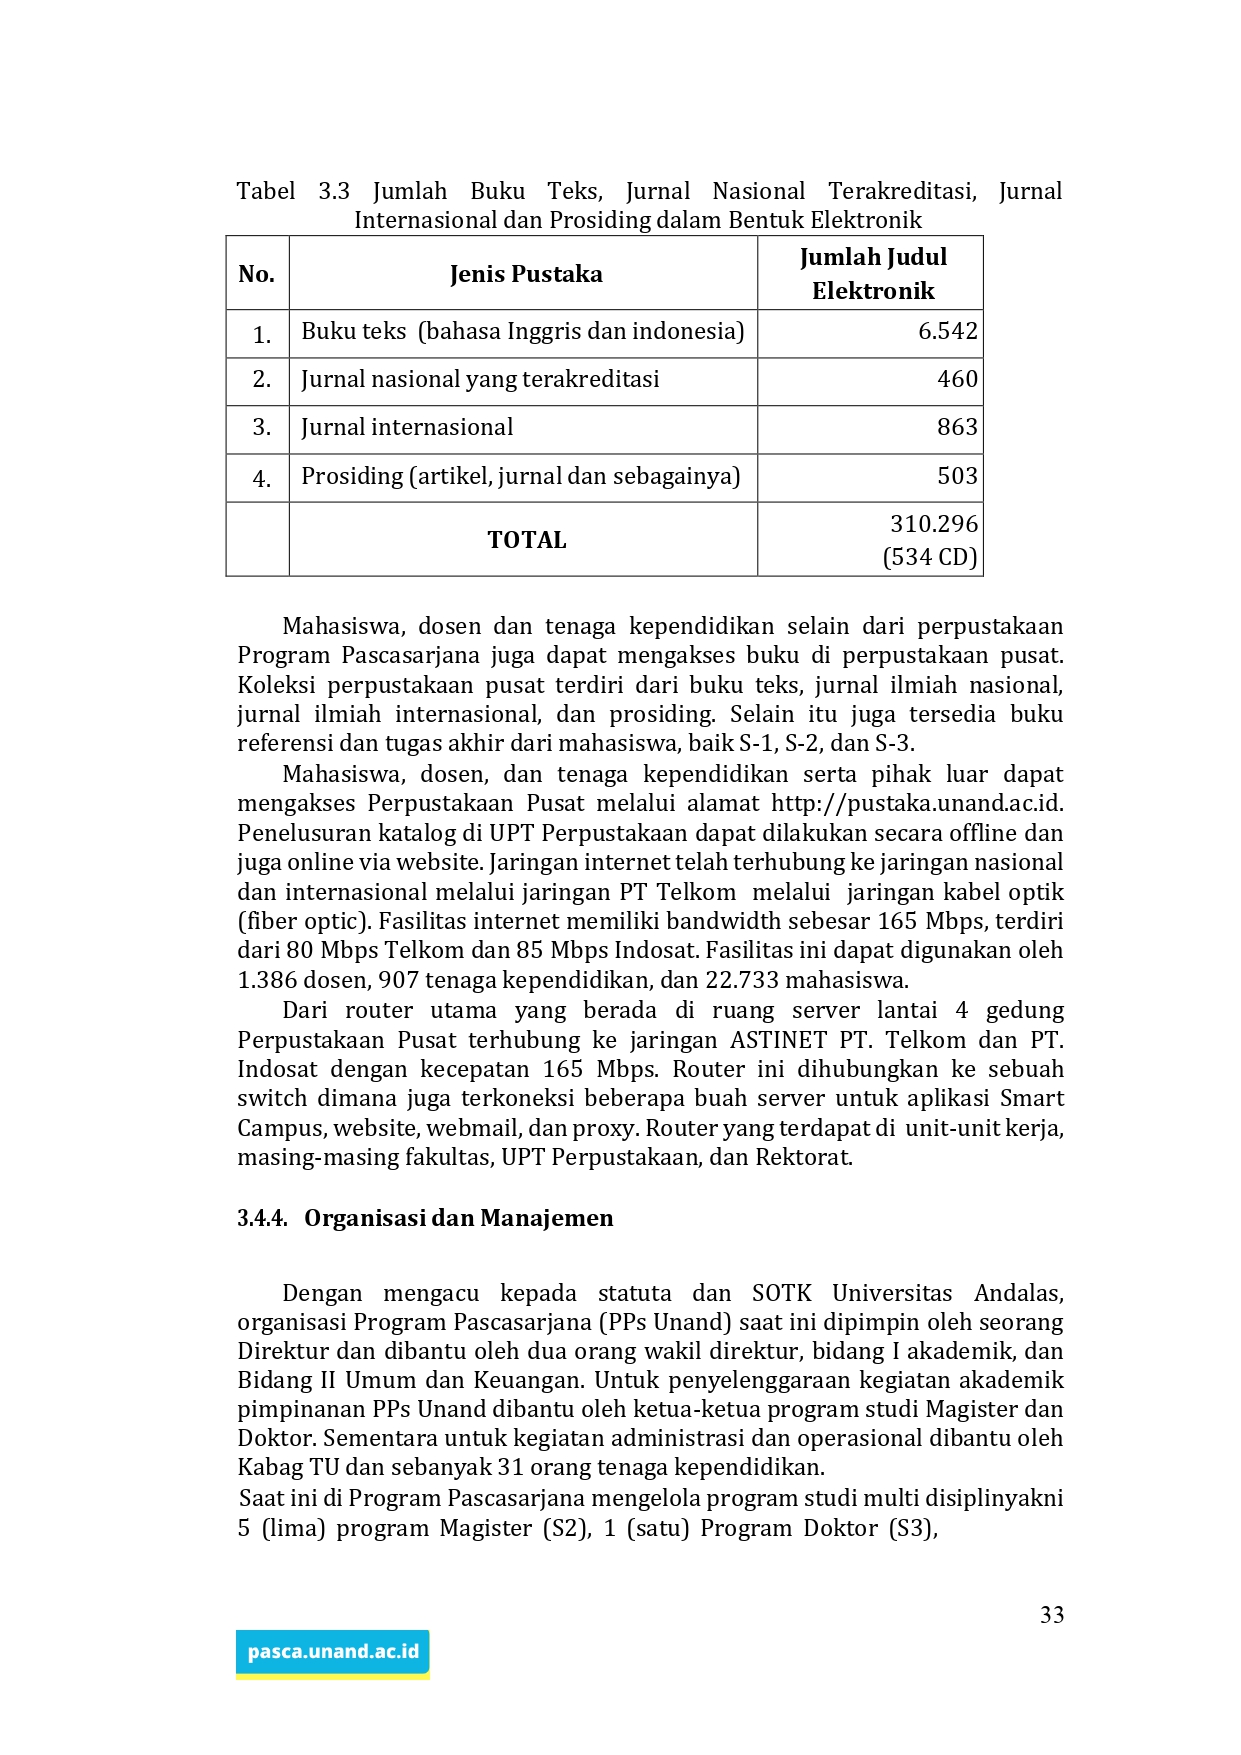 Tabel 3.3 Jumlah Buku Teks, Jurnal Nasional Terakreditasi, Jurnal
Internasional dan Prosiding dalam Bentuk Elektronik
No. Jenis Pustaka Jumlah Judul Elektronik
1. Buku teks (bahasa Inggris dan indonesia) 6.542
2. Jurnal nasional yang terakreditasi 460
3. Jurnal internasional 863
4. Prosiding (artikel, jurnal dan sebagainya) 503
TOTAL 310.296
(534 CD)
Mahasiswa, dosen dan tenaga kependidikan selain dari perpustakaan
Program Pascasarjana juga dapat mengakses buku di perpustakaan pusat.
Koleksi perpustakaan pusat terdiri dari buku teks, jurnal ilmiah nasional,
jurnal ilmiah internasional, dan prosiding. Selain itu juga tersedia buku
referensi dan tugas akhir dari mahasiswa, baik S-1, S-2, dan S-3.
Mahasiswa, dosen, dan tenaga kependidikan serta pihak luar dapat
mengakses Perpustakaan Pusat melalui alamat http://pustaka.unand.ac.id.
Penelusuran katalog di UPT Perpustakaan dapat dilakukan secara offline dan
juga online via website. Jaringan internet telah terhubung ke jaringan nasional
dan internasional melalui jaringan PT Telkom melalui jaringan kabel optik
(fiber optic). Fasilitas internet memiliki bandwidth sebesar 165 Mbps, terdiri
dari 80 Mbps Telkom dan 85 Mbps Indosat. Fasilitas ini dapat digunakan oleh
1.386 dosen, 907 tenaga kependidikan, dan 22.733 mahasiswa.
Dari router utama yang berada di ruang server lantai 4 gedung
Perpustakaan Pusat terhubung ke jaringan ASTINET PT. Telkom dan PT.
Indosat dengan kecepatan 165 Mbps. Router ini dihubungkan ke sebuah
switch dimana juga terkoneksi beberapa buah server untuk aplikasi Smart
Campus, website, webmail, dan proxy. Router yang terdapat di unit-unit kerja,
masing-masing fakultas, UPT Perpustakaan, dan Rektorat.
3.4.4. Organisasi dan Manajemen
Dengan mengacu kepada statuta dan SOTK Universitas Andalas,
organisasi Program Pascasarjana (PPs Unand) saat ini dipimpin oleh seorang
Direktur dan dibantu oleh dua orang wakil direktur, bidang I akademik, dan
Bidang II Umum dan Keuangan. Untuk penyelenggaraan kegiatan akademik
pimpinanan PPs Unand dibantu oleh ketua-ketua program studi Magister dan
Doktor. Sementara untuk kegiatan administrasi dan operasional dibantu oleh
Kabag TU dan sebanyak 31 orang tenaga kependidikan.
Saat ini di Program Pascasarjana mengelola program studi multi disiplinyakni
5 (lima) program Magister (S2), 1 (satu) Program Doktor (S3),
33
pasca.unand.ac.id